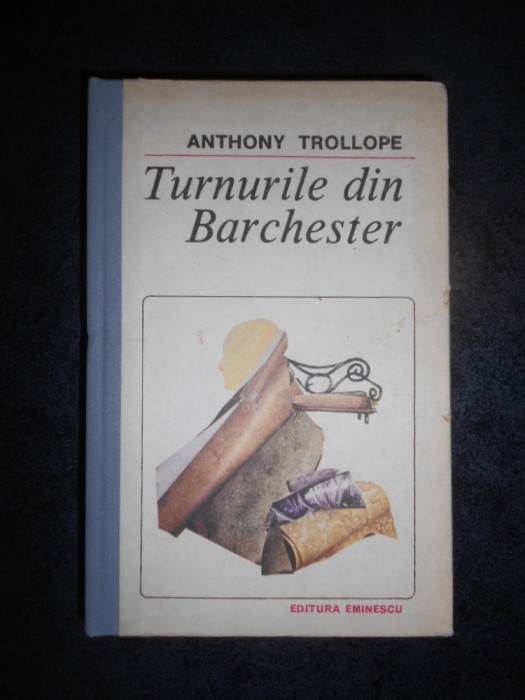 ANTHONY TROLLOPE
Turnurile din
Barchester
EDITURA EMINESCU